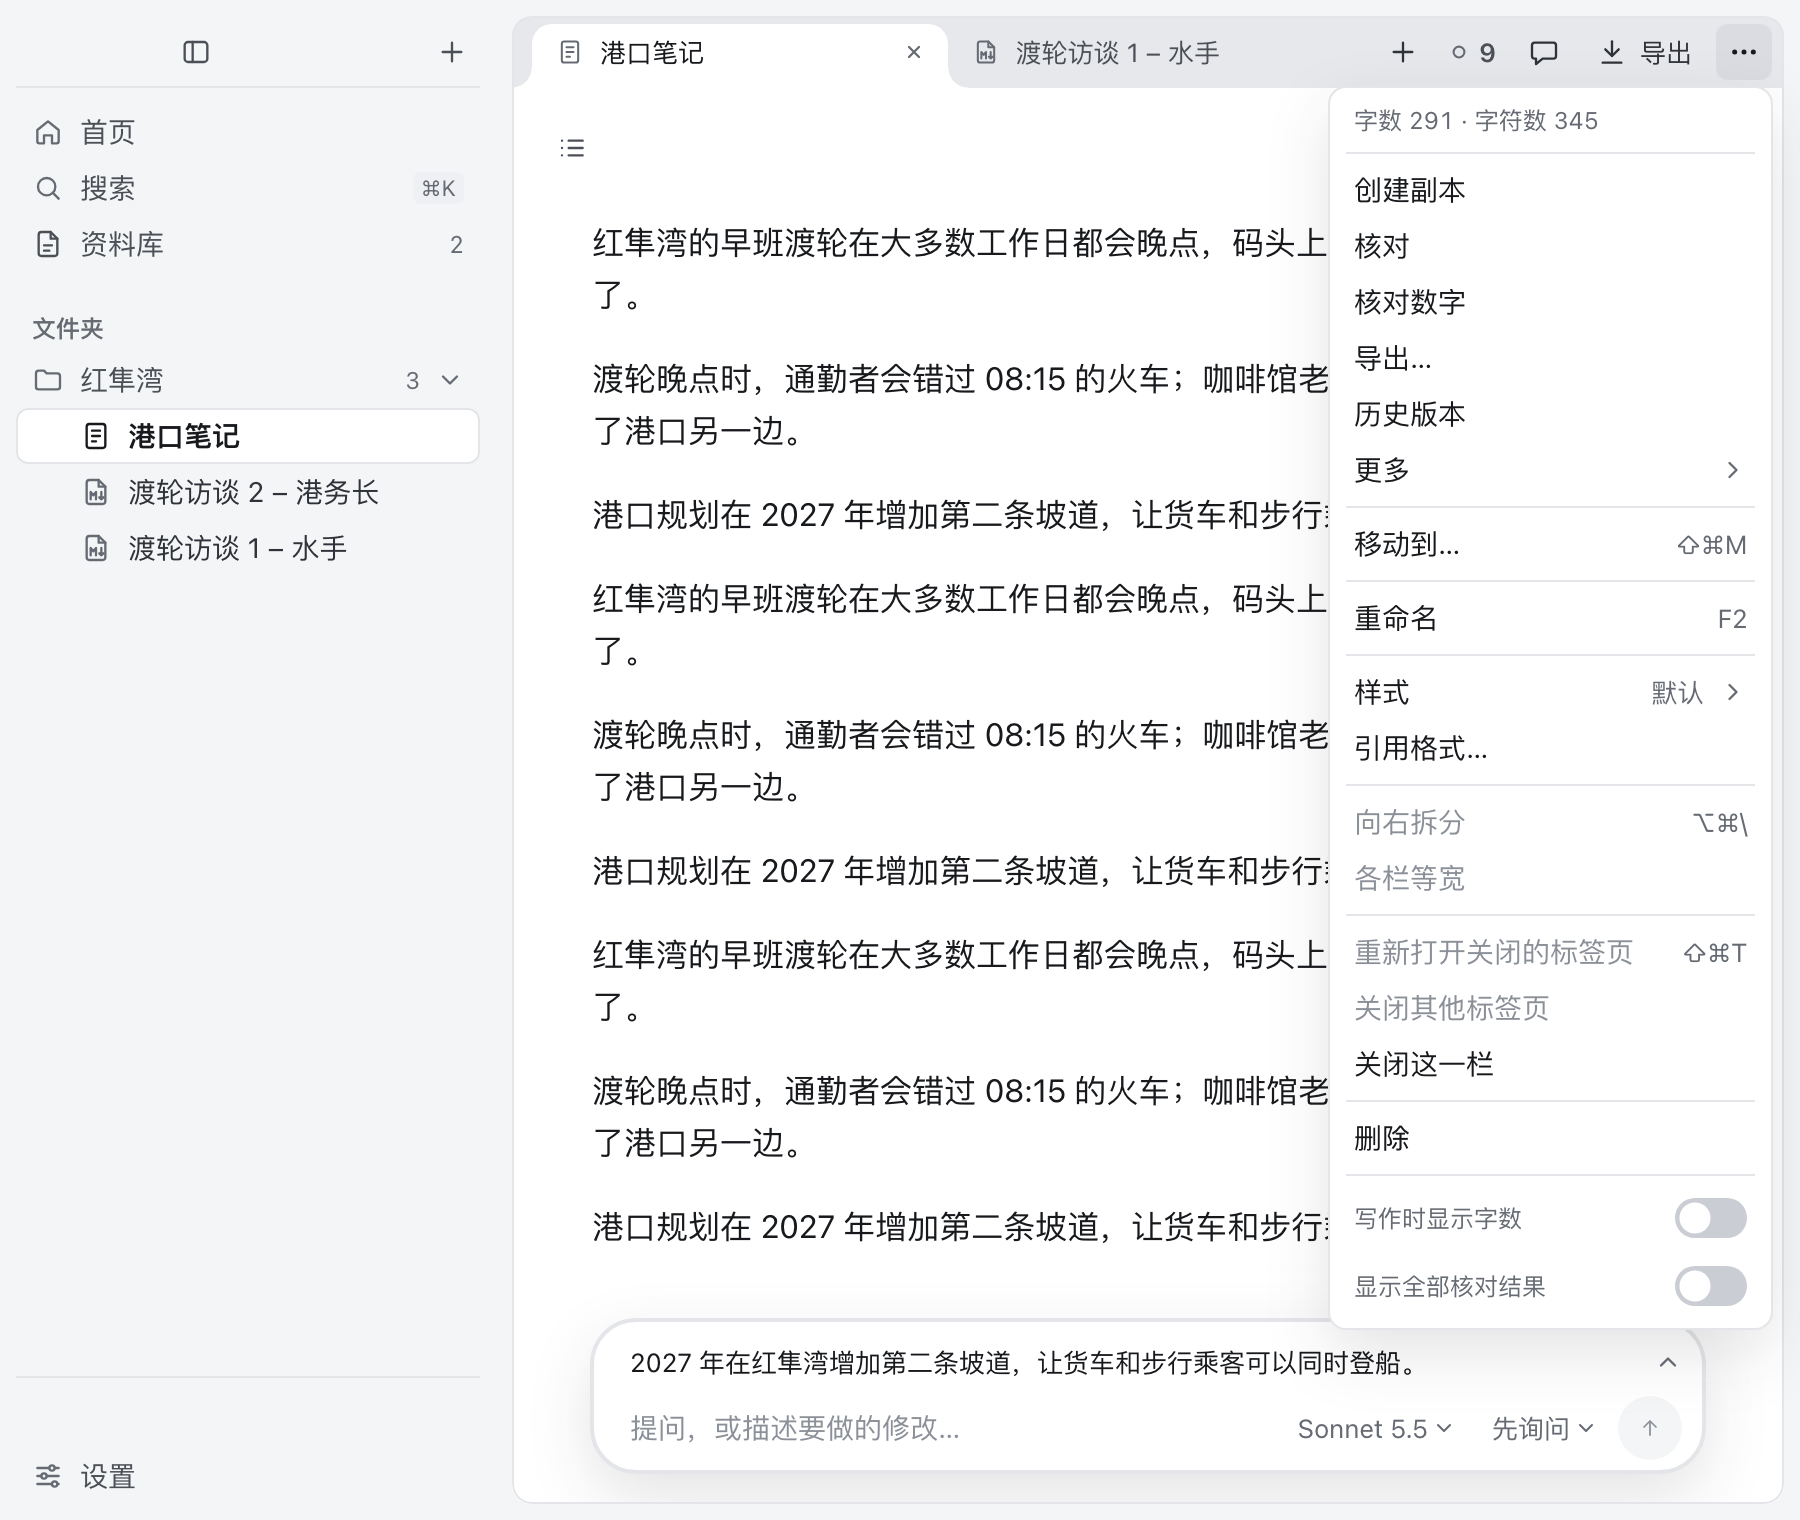 首页
搜索 ⌘K
资料库 2
文件夹
红隼湾 3
港口笔记
渡轮访谈 2 – 港务长
渡轮访谈 1 – 水手
设置
港口笔记
渡轮访谈 1 – 水手
9
导出
红隼湾的早班渡轮在大多数工作日都会晚点，码头上
了。
渡轮晚点时，通勤者会错过 08:15 的火车；咖啡馆老
了港口另一边。
港口规划在 2027 年增加第二条坡道，让货车和步行
红隼湾的早班渡轮在大多数工作日都会晚点，码头上
了。
渡轮晚点时，通勤者会错过 08:15 的火车；咖啡馆老
了港口另一边。
港口规划在 2027 年增加第二条坡道，让货车和步行
红隼湾的早班渡轮在大多数工作日都会晚点，码头上
了。
渡轮晚点时，通勤者会错过 08:15 的火车；咖啡馆老
了港口另一边。
港口规划在 2027 年增加第二条坡道，让货车和步行
字数 291 · 字符数 345
创建副本
核对
核对数字
导出...
历史版本
更多
移动到... ⇧⌘M
重命名 F2
样式 默认
引用格式...
向右拆分 ⌥⌘\
各栏等宽
重新打开关闭的标签页 ⇧⌘T
关闭其他标签页
关闭这一栏
删除
写作时显示字数
显示全部核对结果
2027 年在红隼湾增加第二条坡道，让货车和步行乘客可以同时登船。
提问，或描述要做的修改...
Sonnet 5.5
先询问